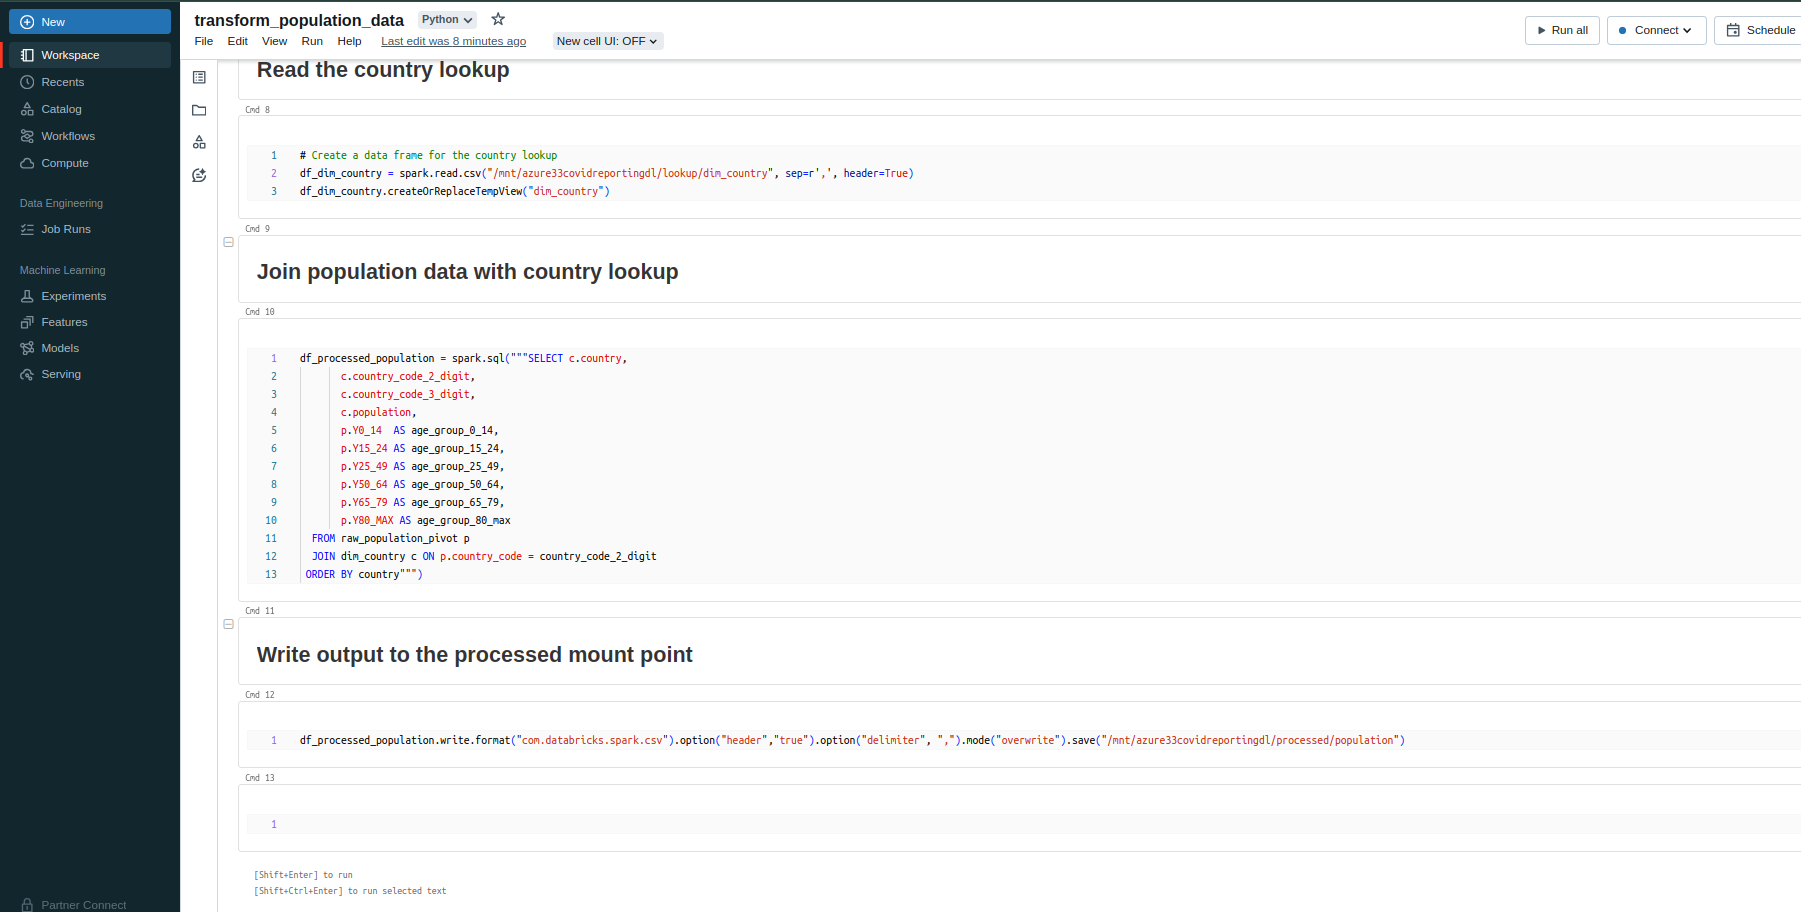 New
Workspace
Recents
Catalog
Workflows
Compute
Data Engineering
Job Runs
Machine Learning
Experiments
Features
Models
Serving
Partner Connect
transform_population_data Python
File Edit View Run Help Last edit was 8 minutes ago New cell UI: OFF
Run all Connect Schedule
Read the country lookup
Cmd 8
1 # Create a data frame for the country lookup
2 df_dim_country = spark.read.csv("/mnt/azure33covidreportingdl/lookup/dim_country", sep=r',', header=True)
3 df_dim_country.createOrReplaceTempView("dim_country")
Cmd 9
Join population data with country lookup
Cmd 10
1 df_processed_population = spark.sql("""SELECT c.country,
2 c.country_code_2_digit,
3 c.country_code_3_digit,
4 c.population,
5 p.Y0_14  AS age_group_0_14,
6 p.Y15_24 AS age_group_15_24,
7 p.Y25_49 AS age_group_25_49,
8 p.Y50_64 AS age_group_50_64,
9 p.Y65_79 AS age_group_65_79,
10 p.Y80_MAX AS age_group_80_max
11 FROM raw_population_pivot p
12 JOIN dim_country c ON p.country_code = country_code_2_digit
13 ORDER BY country""")
Cmd 11
Write output to the processed mount point
Cmd 12
1 df_processed_population.write.format("com.databricks.spark.csv").option("header","true").option("delimiter", ",").mode("overwrite").save("/mnt/azure33covidreportingdl/processed/population")
Cmd 13
1
[Shift+Enter] to run
[Shift+Ctrl+Enter] to run selected text